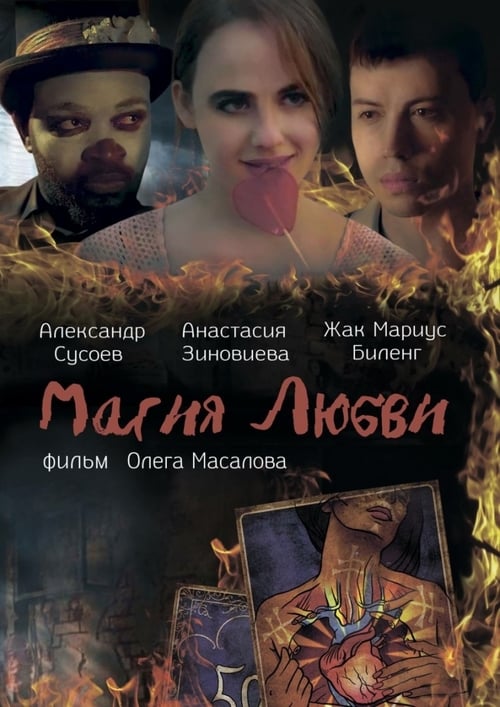 Александр Анастасия Жак Мариус
Сусоев Зиновиева Биленг
Магия Любви
фильм Олега Масалова
50